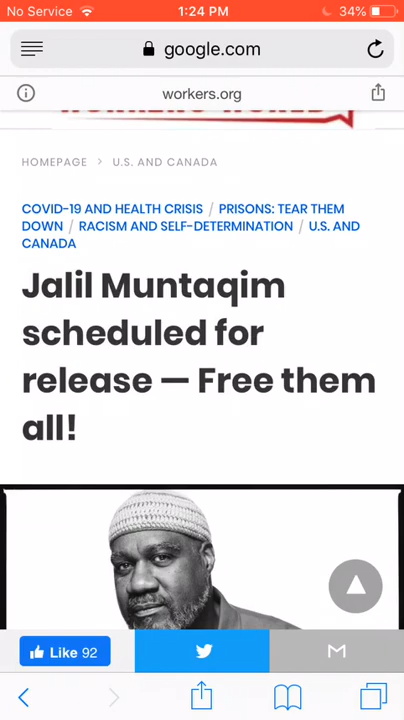 No Service 1:24 PM 34%
google.com
workers.org
WORKERS WORLD
HOMEPAGE > U.S. AND CANADA
COVID-19 AND HEALTH CRISIS / PRISONS: TEAR THEM
DOWN / RACISM AND SELF-DETERMINATION / U.S. AND
CANADA
Jalil Muntaqim
scheduled for
release — Free them
all!
Like 92